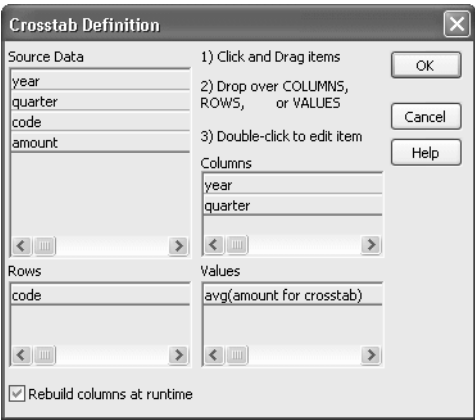 Crosstab Definition
Source Data
year
quarter
code
amount
1) Click and Drag items
2) Drop over COLUMNS,
ROWS, or VALUES
3) Double-click to edit item
OK
Cancel
Help
Columns
year
quarter
Rows
code
Values
avg(amount for crosstab)
Rebuild columns at runtime